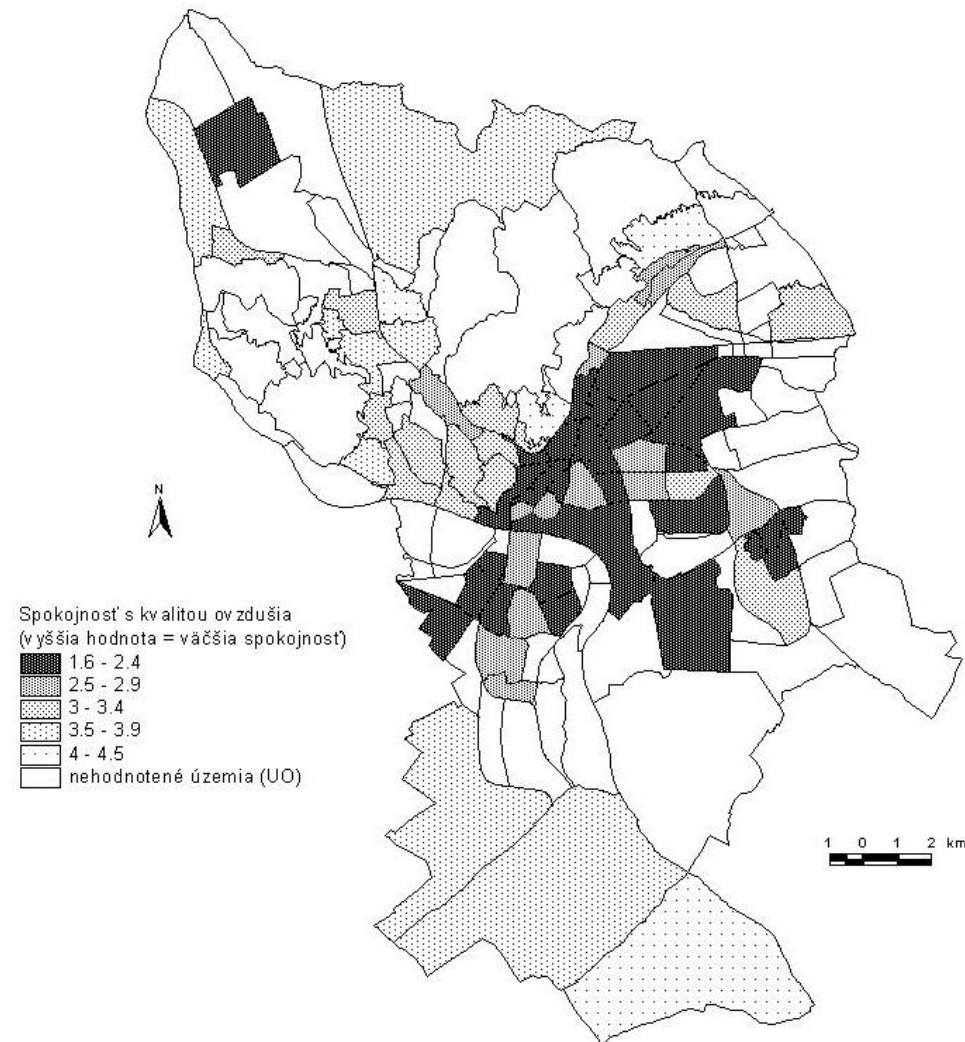 N
Spokojnosť s kvalitou ovzdušia
(vyššia hodnota = väčšia spokojnosť)
1.6 - 2.4
2.5 - 2.9
3 - 3.4
3.5 - 3.9
4 - 4.5
nehodnotené územia (UO)
1 0 1 2 km